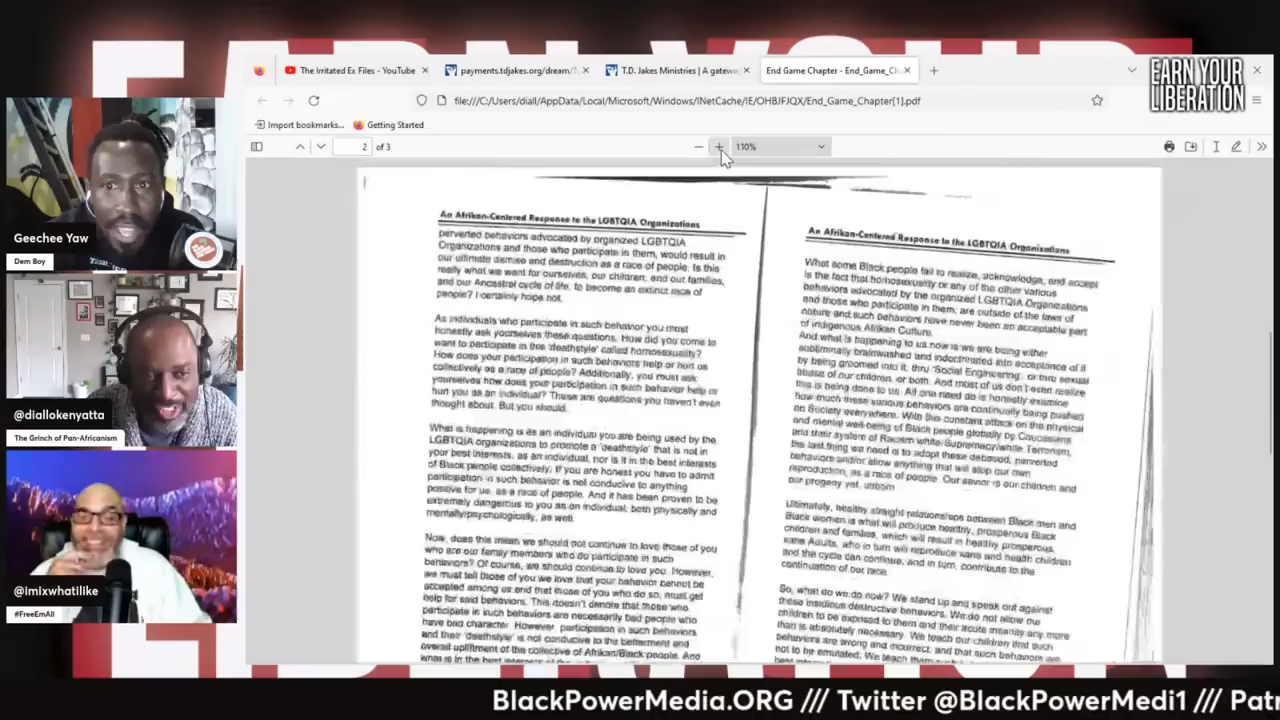 EARN YOUR
LIBERATION
The Irritated Ex Files - YouTube
payments.tdjakes.org/dream/
T.D. Jakes Ministries | A gatew
End Game Chapter - End_Game_Ch
file:///C:/Users/diall/AppData/Local/Microsoft/Windows/INetCache/IE/OHBJFJQX/End_Game_Chapter[1].pdf
Import bookmarks...
Getting Started
2 of 3
110%
Geechee Yaw
Dem Boy
@diallokenyatta
The Grinch of Pan-Africanism
@imixwhatilike
#FreeEmAll
An Afrikan-Centered Response to the LGBTQIA Organizations
perverted behaviors advocated by organized LGBTQIA
Organizations and those who participate in them, would result in
our ultimate demise and destruction as a race of people. Is this
really what we want for ourselves, our children, and our families,
and our Ancestral cycle of life, to become an extinct race of
people? I certainly hope not.
As individuals who participate in such behavior you must
honestly ask yourselves these questions. How did you come to
want to participate in this 'deathstyle' called homosexuality?
How does your participation in such behaviors help or hurt us
collectively as a race of people? Additionally, you must ask
yourselves how does your participation in such behavior help or
hurt you as an individual? These are questions you haven't even
thought about. But you should.
What is happening is as an individual you are being used by the
LGBTQIA organizations to promote a 'deathstyle' that is not in
your best interests, as an individual, nor is it in the best interests
of Black people collectively. If you are honest you have to admit
participation in such behavior is not conducive to anything
positive for us, as a race of people. And it has been proven to be
extremely dangerous to you as an individual, both physically and
mentally/psychologically, as well.
Now, does this mean we should not continue to love those of you
who are our family members who do participate in such
behaviors? Of course, we should continue to love you. However,
we must tell those of you we love that your behavior cannot be
accepted among us and that those of you who do so, must get
help for said behaviors. This doesn't denote that those who
participate in such behaviors are necessarily bad people who
have bad character. However participation in such behaviors
and their 'deathstyle' is not conducive to the betterment and
overall upliftment of the collective of Afrikan/Black people. And
what is in the best interest of the
An Afrikan-Centered Response to the LGBTQIA Organizations
What some Black people fail to realize, acknowledge, and accept
is the fact that homosexuality or any of the other various
behaviors advocated by the organized LGBTQIA Organizations
and those who participate in them, are outside of the laws of
nature and such behaviors have never been an acceptable part
of indigenous Afrikan Culture.
And what is happening to us now is we are being either
subliminally brainwashed and indoctrinated into acceptance of it
by being groomed into it, thru 'Social Engineering', or thru sexual
abuse of our children, or both. And most of us don't even realize
this is being done to us. All one need do is honestly examine
how much these various behaviors are continually being pushed
on Society everywhere. With this constant attack on the physical
and mental well-being of Black people globally by Caucasians
and their system of Racism white Supremacy/white Terrorism,
the last thing we need is to adopt these debased, perverted
behaviors and/or allow anything that will stop our own
reproduction, as a race of people. Our savior is our children and
our progeny yet, unborn
Ultimately, healthy straight relationships between Black men and
Black women is what will produce healthy, prosperous Black
children and families, which will result in healthy prosperous,
sane Adults, who in turn will reproduce sane and health children
and the cycle can continue, and in turn, contribute to the
continuation of our race.
So, what do we do now? We stand up and speak out against
these insidious destructive behaviors. We do not allow our
children to be exposed to them and their acute insanity any more
than is absolutely necessary. We teach our children that such
behaviors are wrong and incorrect, and that such behaviors are
not to be emulated. We teach them
BlackPowerMedia.ORG /// Twitter @BlackPowerMedi1 /// Patr